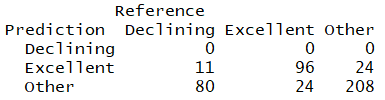 Reference
Prediction Declining Excellent Other
Declining 0 0 0
Excellent 11 96 24
Other 80 24 208